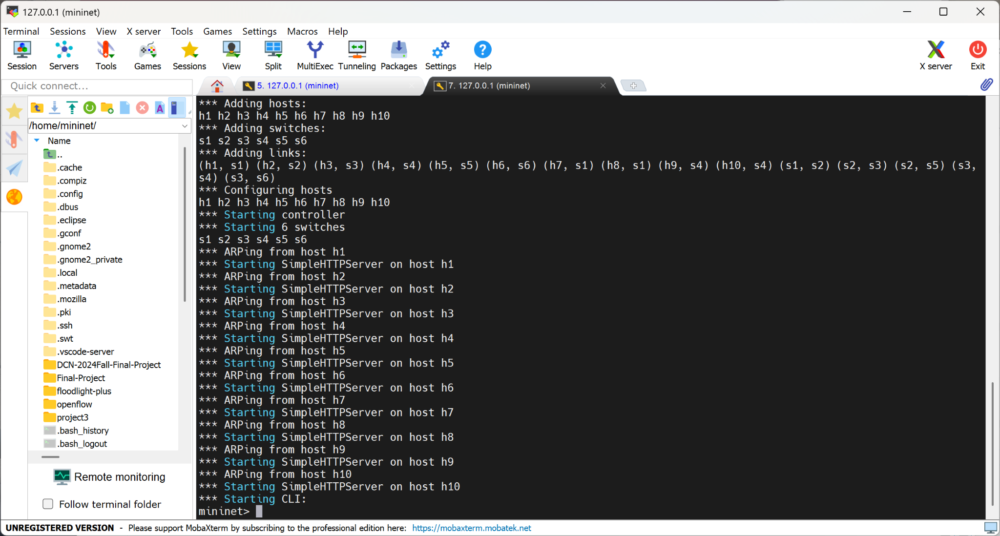 127.0.0.1 (mininet)
Terminal Sessions View X server Tools Games Settings Macros Help
Session Servers Tools Games Sessions View Split MultiExec Tunneling Packages Settings Help X server Exit
Quick connect...
5. 127.0.0.1 (mininet)
7. 127.0.0.1 (mininet)
/home/mininet/
Name
..
.cache
.compiz
.config
.dbus
.eclipse
.gconf
.gnome2
.gnome2_private
.local
.metadata
.mozilla
.pki
.ssh
.swt
.vscode-server
DCN-2024Fall-Final-Project
Final-Project
floodlight-plus
openflow
project3
.bash_history
.bash_logout
Remote monitoring
Follow terminal folder
*** Adding hosts:
h1 h2 h3 h4 h5 h6 h7 h8 h9 h10
*** Adding switches:
s1 s2 s3 s4 s5 s6
*** Adding links:
(h1, s1) (h2, s2) (h3, s3) (h4, s4) (h5, s5) (h6, s6) (h7, s1) (h8, s1) (h9, s4) (h10, s4) (s1, s2) (s2, s3) (s2, s5) (s3,
s4) (s3, s6)
*** Configuring hosts
h1 h2 h3 h4 h5 h6 h7 h8 h9 h10
*** Starting controller
*** Starting 6 switches
s1 s2 s3 s4 s5 s6
*** ARPing from host h1
*** Starting SimpleHTTPServer on host h1
*** ARPing from host h2
*** Starting SimpleHTTPServer on host h2
*** ARPing from host h3
*** Starting SimpleHTTPServer on host h3
*** ARPing from host h4
*** Starting SimpleHTTPServer on host h4
*** ARPing from host h5
*** Starting SimpleHTTPServer on host h5
*** ARPing from host h6
*** Starting SimpleHTTPServer on host h6
*** ARPing from host h7
*** Starting SimpleHTTPServer on host h7
*** ARPing from host h8
*** Starting SimpleHTTPServer on host h8
*** ARPing from host h9
*** Starting SimpleHTTPServer on host h9
*** ARPing from host h10
*** Starting SimpleHTTPServer on host h10
*** Starting CLI:
mininet>
UNREGISTERED VERSION - Please support MobaXterm by subscribing to the professional edition here: https://mobaxterm.mobatek.net